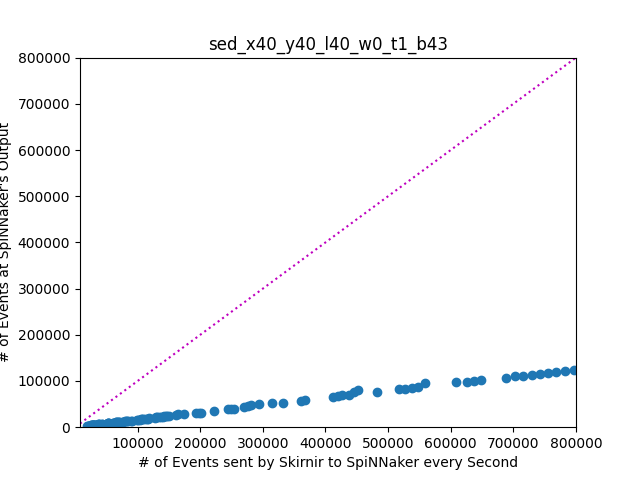 sed_x40_y40_l40_w0_t1_b43
800000
700000
600000
500000
400000
300000
200000
100000
0
# of Events at SpiNNaker's Output
100000 200000 300000 400000 500000 600000 700000 800000
# of Events sent by Skirnir to SpiNNaker every Second